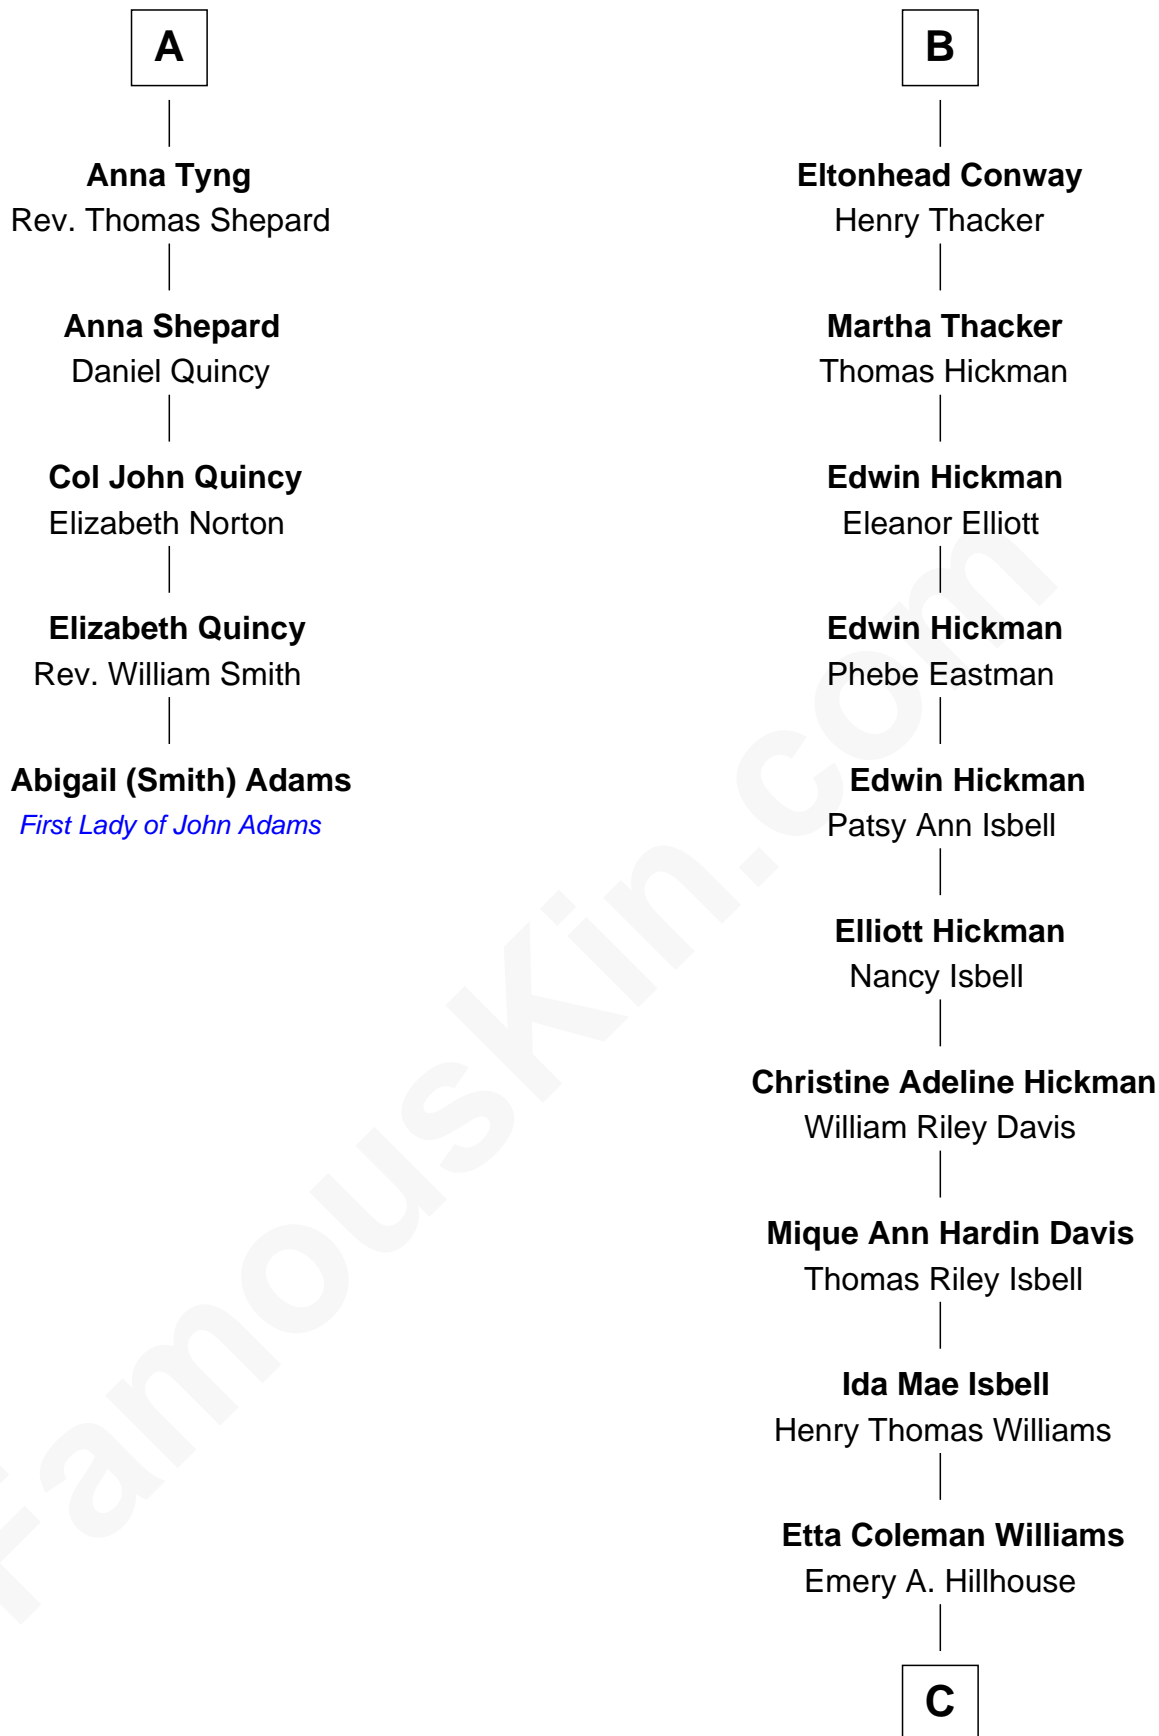 A
Anna Tyng
Rev. Thomas Shepard
Anna Shepard
Daniel Quincy
Col John Quincy
Elizabeth Norton
Elizabeth Quincy
Rev. William Smith
Abigail (Smith) Adams
First Lady of John Adams
B
Eltonhead Conway
Henry Thacker
Martha Thacker
Thomas Hickman
Edwin Hickman
Eleanor Elliott
Edwin Hickman
Phebe Eastman
Edwin Hickman
Patsy Ann Isbell
Elliott Hickman
Nancy Isbell
Christine Adeline Hickman
William Riley Davis
Mique Ann Hardin Davis
Thomas Riley Isbell
Ida Mae Isbell
Henry Thomas Williams
Etta Coleman Williams
Emery A. Hillhouse
C
FamousKin.com